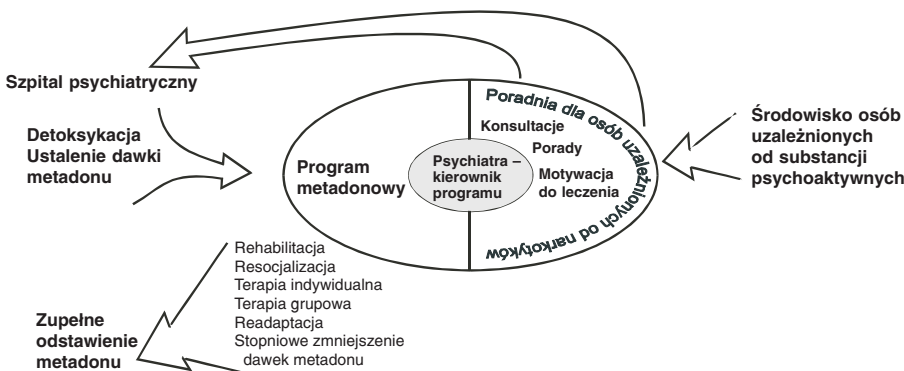 Szpital psychiatryczny
Detoksykacja
Ustalenie dawki
metadonu
Program
metadonowy
Psychiatra –
kierownik
programu
Poradnia dla osób uzależnionych od narkotyków
Konsultacje
Porady
Motywacja
do leczenia
Środowisko osób
uzależnionych
od substancji
psychoaktywnych
Rehabilitacja
Resocjalizacja
Terapia indywidualna
Terapia grupowa
Readaptacja
Stopniowe zmniejszenie
dawek metadonu
Zupełne
odstawienie
metadonu